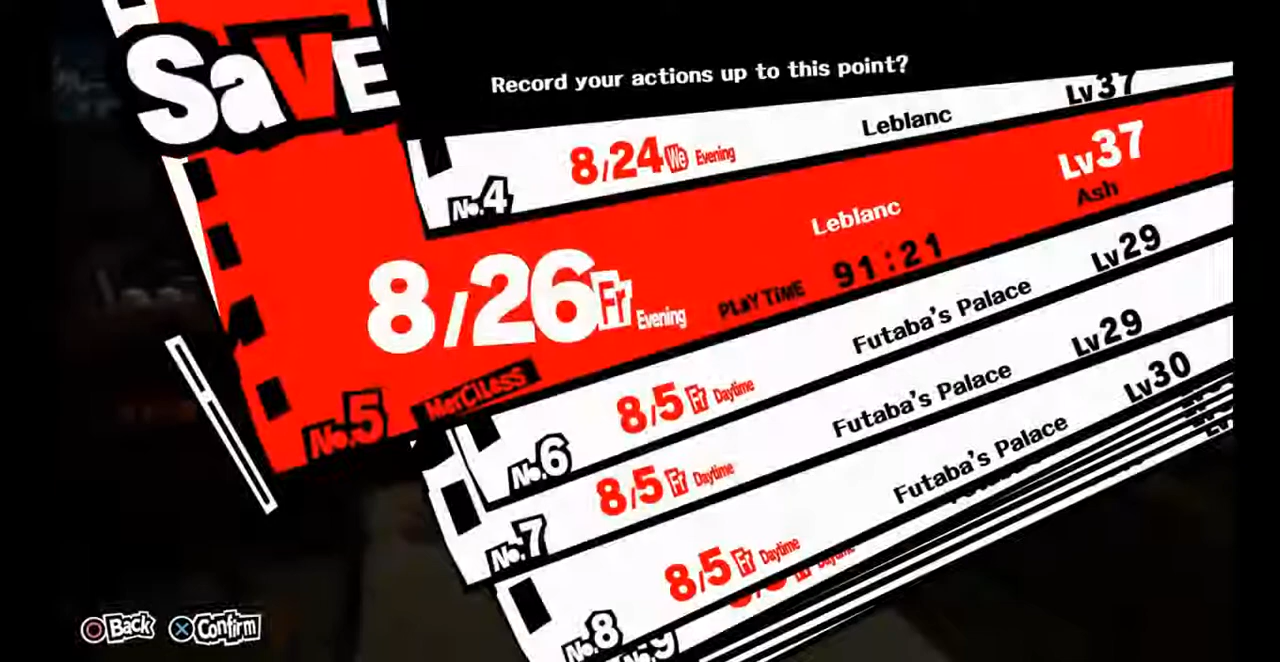 SaVE
Record your actions up to this point?
No.4 8/24 We Evening Leblanc Lv37
No.5 8/26 Fr Evening Leblanc Lv37
MerCiLesS PLaY TiME 91:21 Ash
No.6 8/5 Fr Daytime Futaba's Palace Lv29
No.7 8/5 Fr Daytime Futaba's Palace Lv29
No.8 8/5 Fr Daytime Futaba's Palace Lv30
No.9
Back Confirm